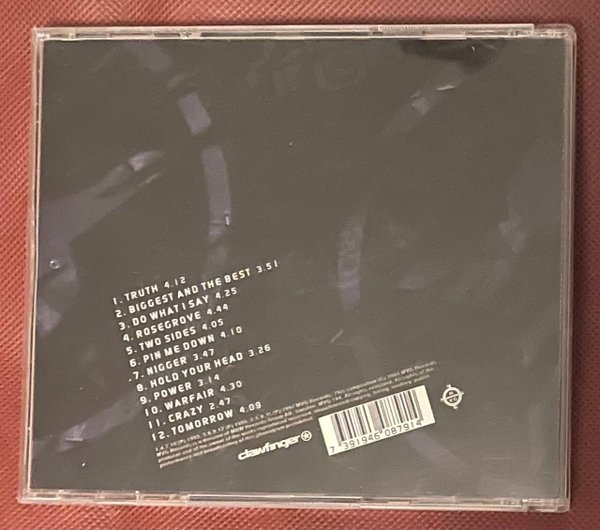 1. TRUTH 4.12
2. BIGGEST AND THE BEST 3.51
3. DO WHAT I SAY 4.25
4. ROSEGROVE 4.44
5. TWO SIDES 4.05
6. PIN ME DOWN 4.10
7. NIGGER 3.47
8. HOLD YOUR HEAD 3.26
9. POWER 3.14
10. WARFAIR 4.30
11. CRAZY 2.47
12. TOMORROW 4.09
clawfinger
7 391946 087914